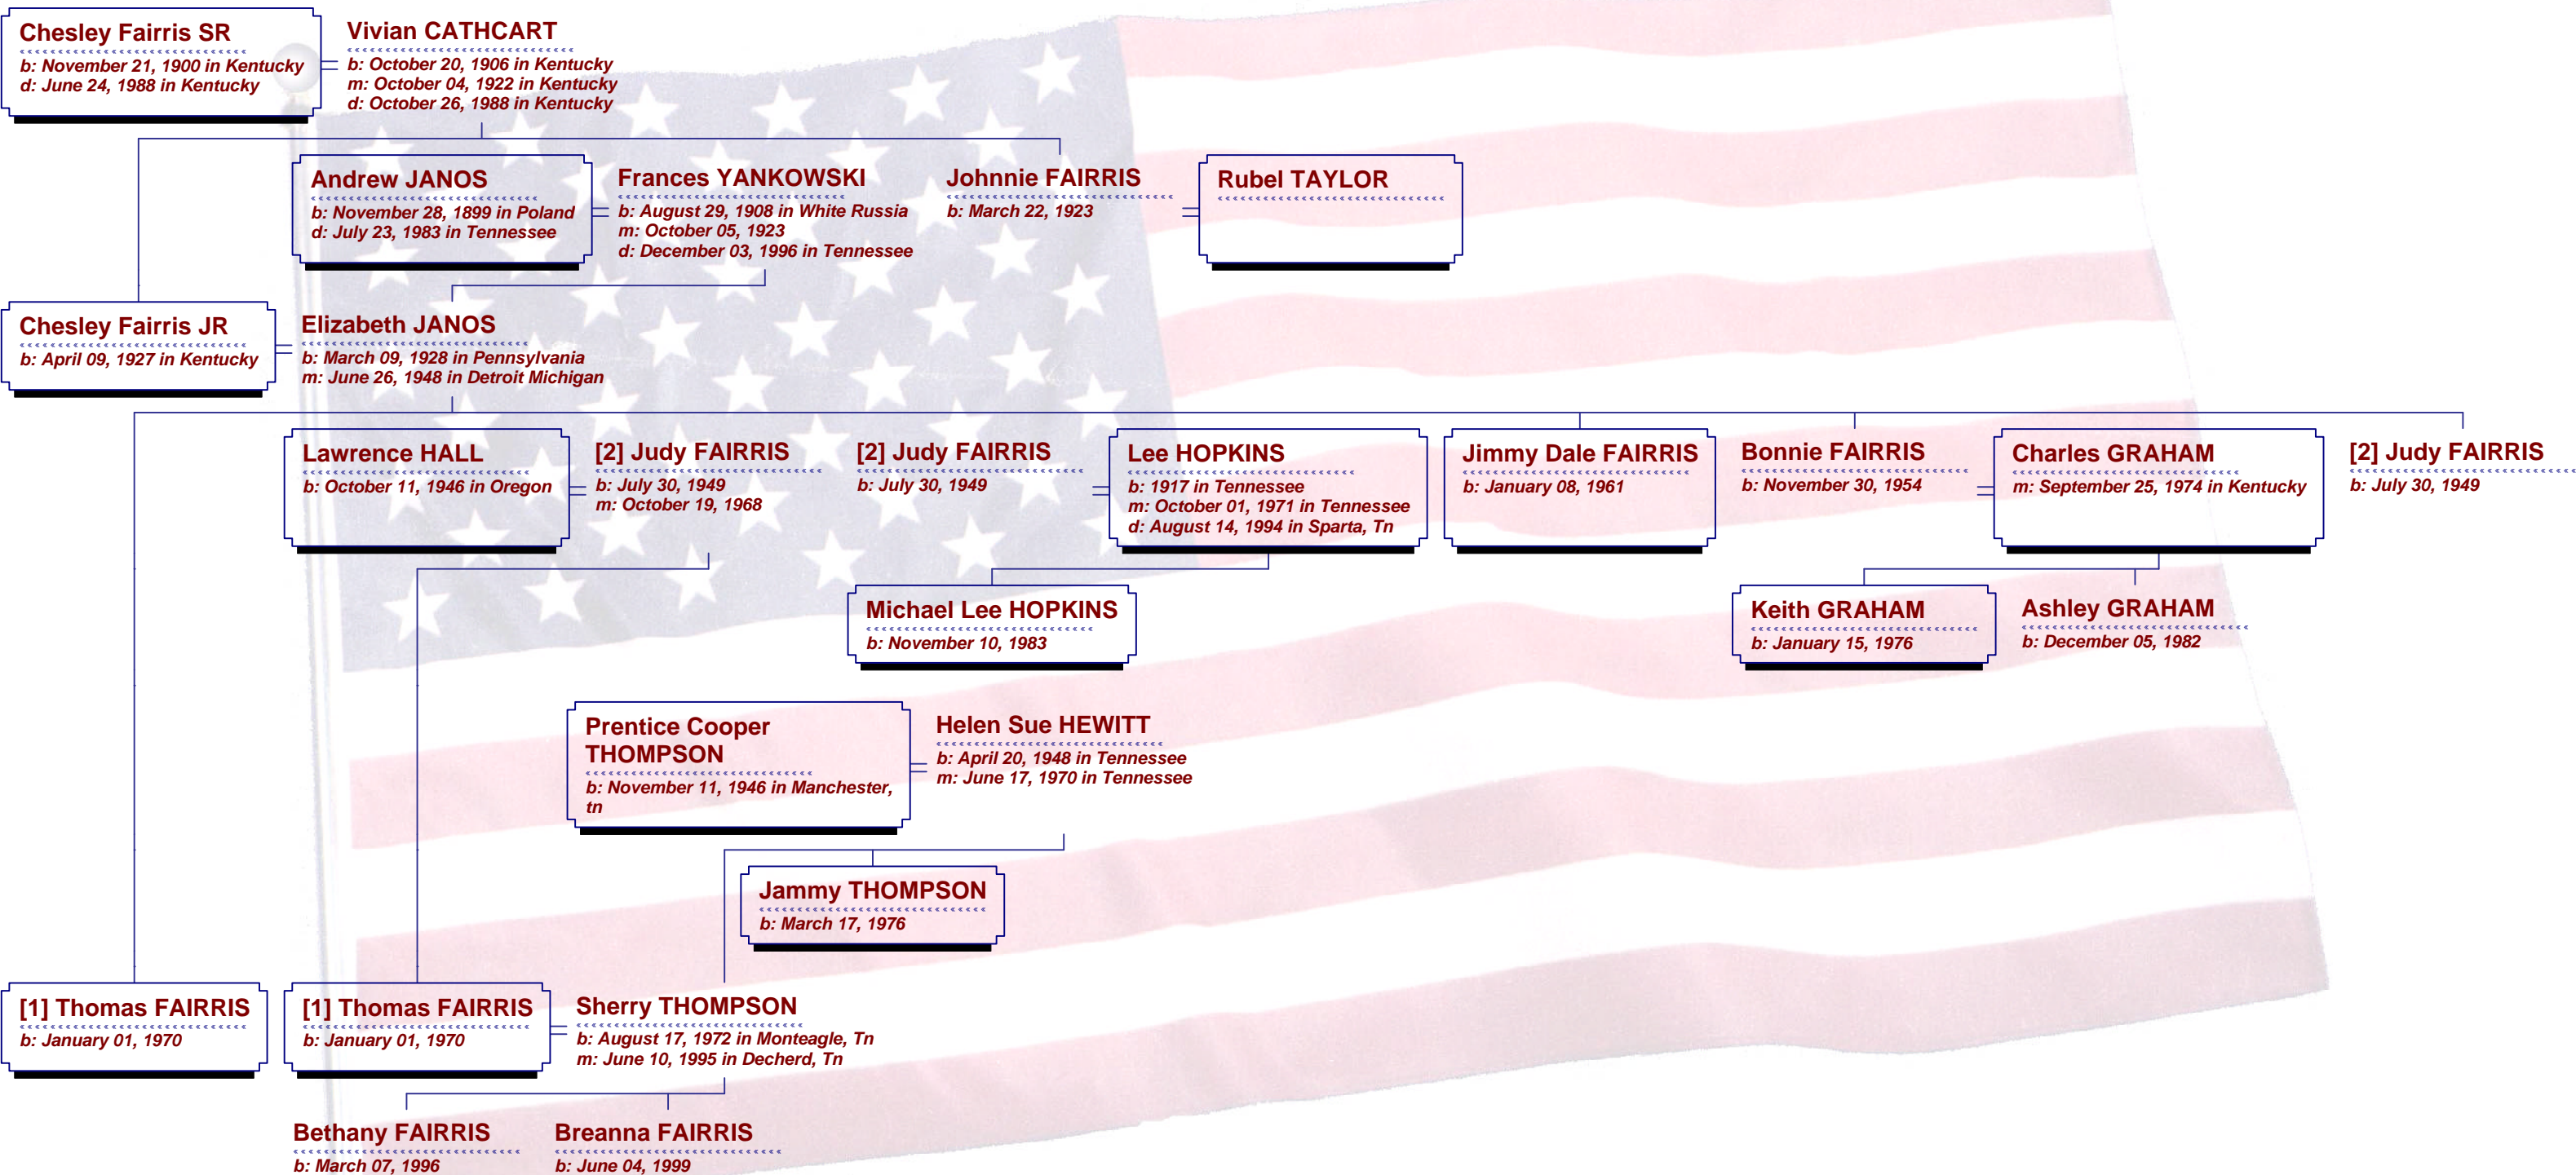 Chesley Fairris SR
b: November 21, 1900 in Kentucky
d: June 24, 1988 in Kentucky
Vivian CATHCART
b: October 20, 1906 in Kentucky
m: October 04, 1922 in Kentucky
d: October 26, 1988 in Kentucky
Andrew JANOS
b: November 28, 1899 in Poland
d: July 23, 1983 in Tennessee
Frances YANKOWSKI
b: August 29, 1908 in White Russia
m: October 05, 1923
d: December 03, 1996 in Tennessee
Johnnie FAIRRIS
b: March 22, 1923
Rubel TAYLOR
Chesley Fairris JR
b: April 09, 1927 in Kentucky
Elizabeth JANOS
b: March 09, 1928 in Pennsylvania
m: June 26, 1948 in Detroit Michigan
Lawrence HALL
b: October 11, 1946 in Oregon
[2] Judy FAIRRIS
b: July 30, 1949
m: October 19, 1968
[2] Judy FAIRRIS
b: July 30, 1949
Lee HOPKINS
b: 1917 in Tennessee
m: October 01, 1971 in Tennessee
d: August 14, 1994 in Sparta, Tn
Jimmy Dale FAIRRIS
b: January 08, 1961
Bonnie FAIRRIS
b: November 30, 1954
Charles GRAHAM
m: September 25, 1974 in Kentucky
[2] Judy FAIRRIS
b: July 30, 1949
Michael Lee HOPKINS
b: November 10, 1983
Keith GRAHAM
b: January 15, 1976
Ashley GRAHAM
b: December 05, 1982
Prentice Cooper
THOMPSON
b: November 11, 1946 in Manchester,
tn
Helen Sue HEWITT
b: April 20, 1948 in Tennessee
m: June 17, 1970 in Tennessee
Jammy THOMPSON
b: March 17, 1976
[1] Thomas FAIRRIS
b: January 01, 1970
[1] Thomas FAIRRIS
b: January 01, 1970
Sherry THOMPSON
b: August 17, 1972 in Monteagle, Tn
m: June 10, 1995 in Decherd, Tn
Bethany FAIRRIS
b: March 07, 1996
Breanna FAIRRIS
b: June 04, 1999